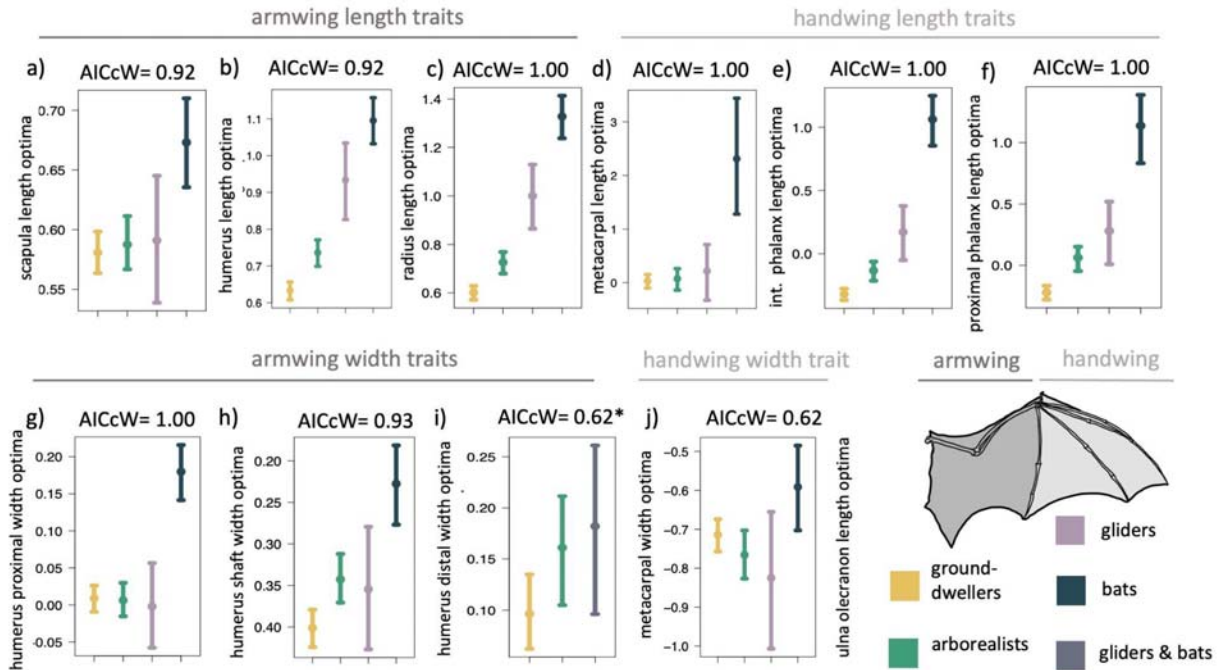 armwing length traits
handwing length traits
a) AICcW= 0.92
scapula length optima
0.70
0.65
0.60
0.55
b) AICcW= 0.92
humerus length optima
1.1
1.0
0.9
0.8
0.7
0.6
c) AICcW= 1.00
radius length optima
1.4
1.2
1.0
0.8
0.6
d) AICcW= 1.00
metacarpal length optima
3
2
1
0
e) AICcW= 1.00
int. phalanx length optima
1.0
0.5
0.0
f) AICcW= 1.00
proximal phalanx length optima
1.0
0.5
0.0
armwing width traits
handwing width trait
g) AICcW= 1.00
humerus proximal width optima
0.20
0.15
0.10
0.05
0.00
-0.05
h) AICcW= 0.93
humerus shaft width optima
0.20
0.25
0.30
0.35
0.40
i) AICcW= 0.62*
humerus distal width optima
0.25
0.20
0.15
0.10
j) AICcW= 0.62
metacarpal width optima
−0.5
−0.6
−0.7
−0.8
−0.9
−1.0
ulna olecranon length optima
armwing
handwing
gliders
ground-
dwellers
bats
arborealists
gliders & bats